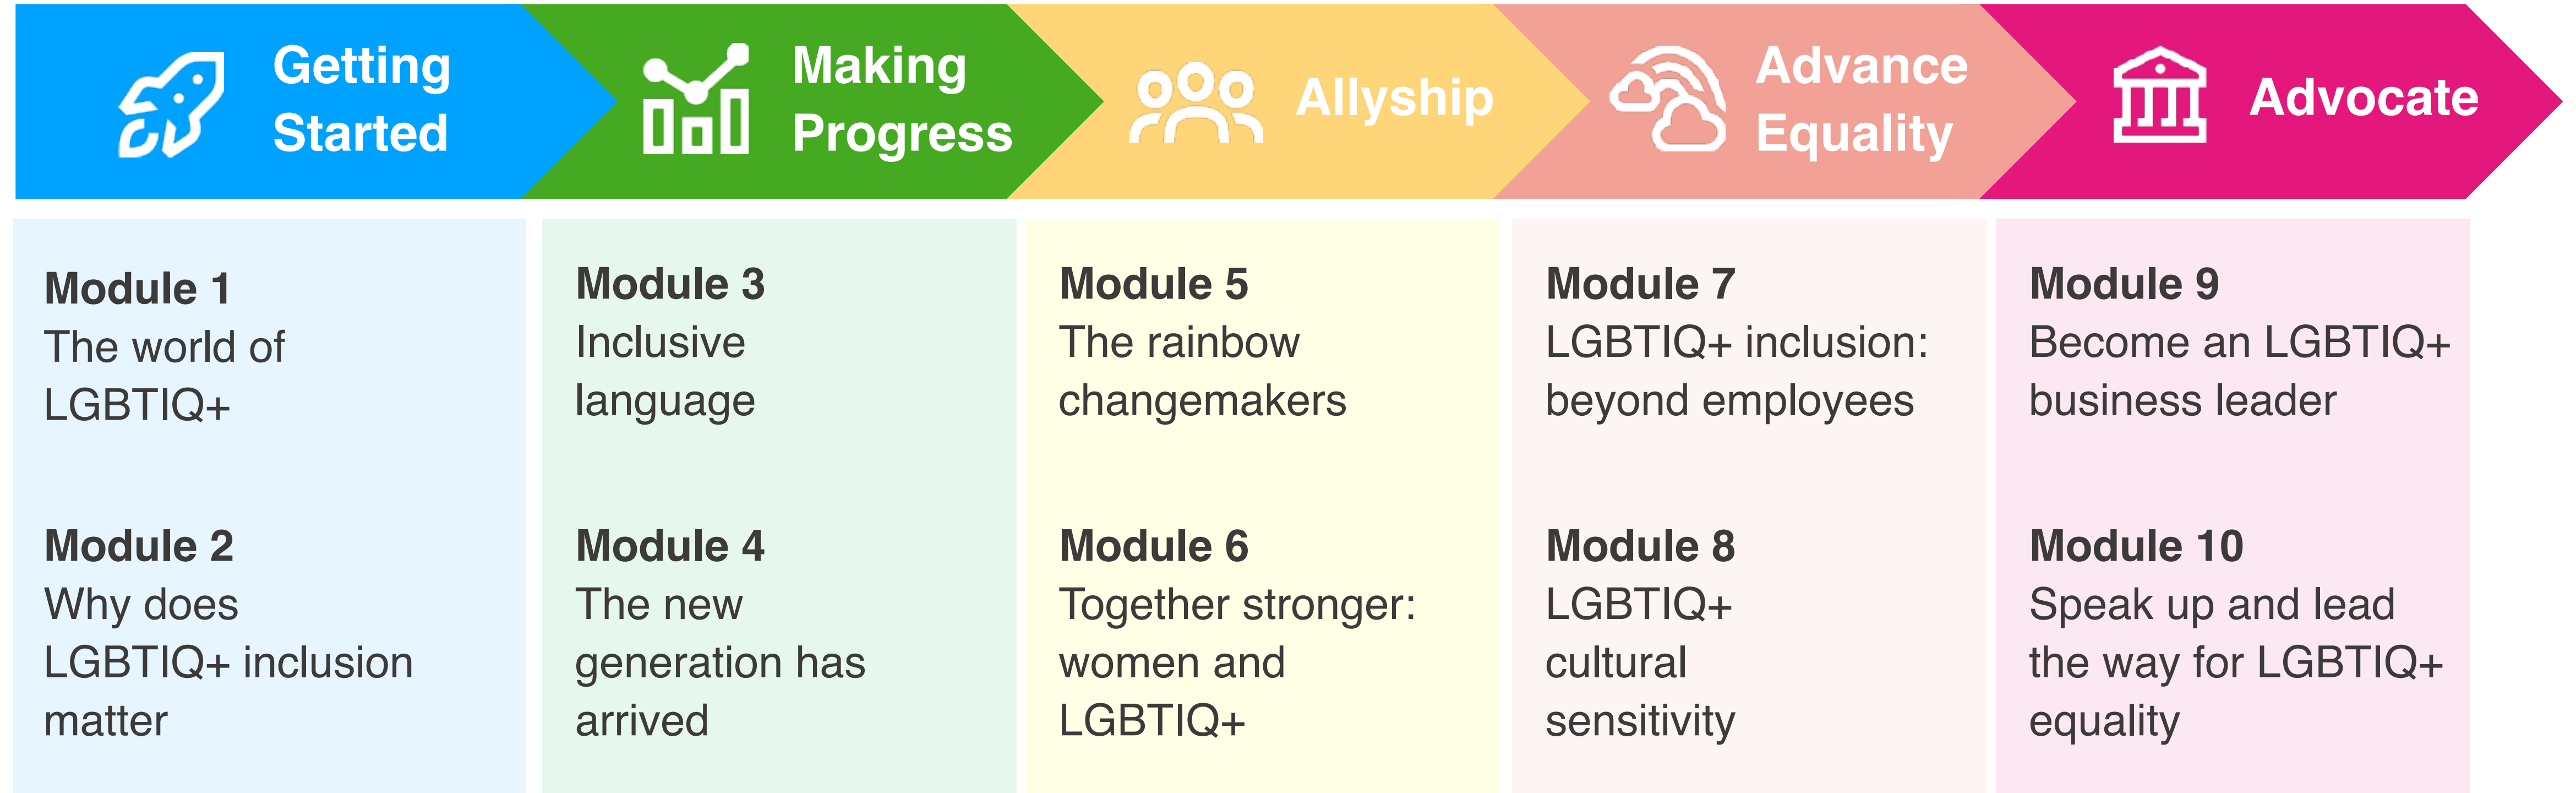 Getting
Started
Making
Progress
Allyship
Advance
Equality
Advocate
Module 1
The world of
LGBTIQ+
Module 2
Why does
LGBTIQ+ inclusion
matter
Module 3
Inclusive
language
Module 4
The new
generation has
arrived
Module 5
The rainbow
changemakers
Module 6
Together stronger:
women and
LGBTIQ+
Module 7
LGBTIQ+ inclusion:
beyond employees
Module 8
LGBTIQ+
cultural
sensitivity
Module 9
Become an LGBTIQ+
business leader
Module 10
Speak up and lead
the way for LGBTIQ+
equality